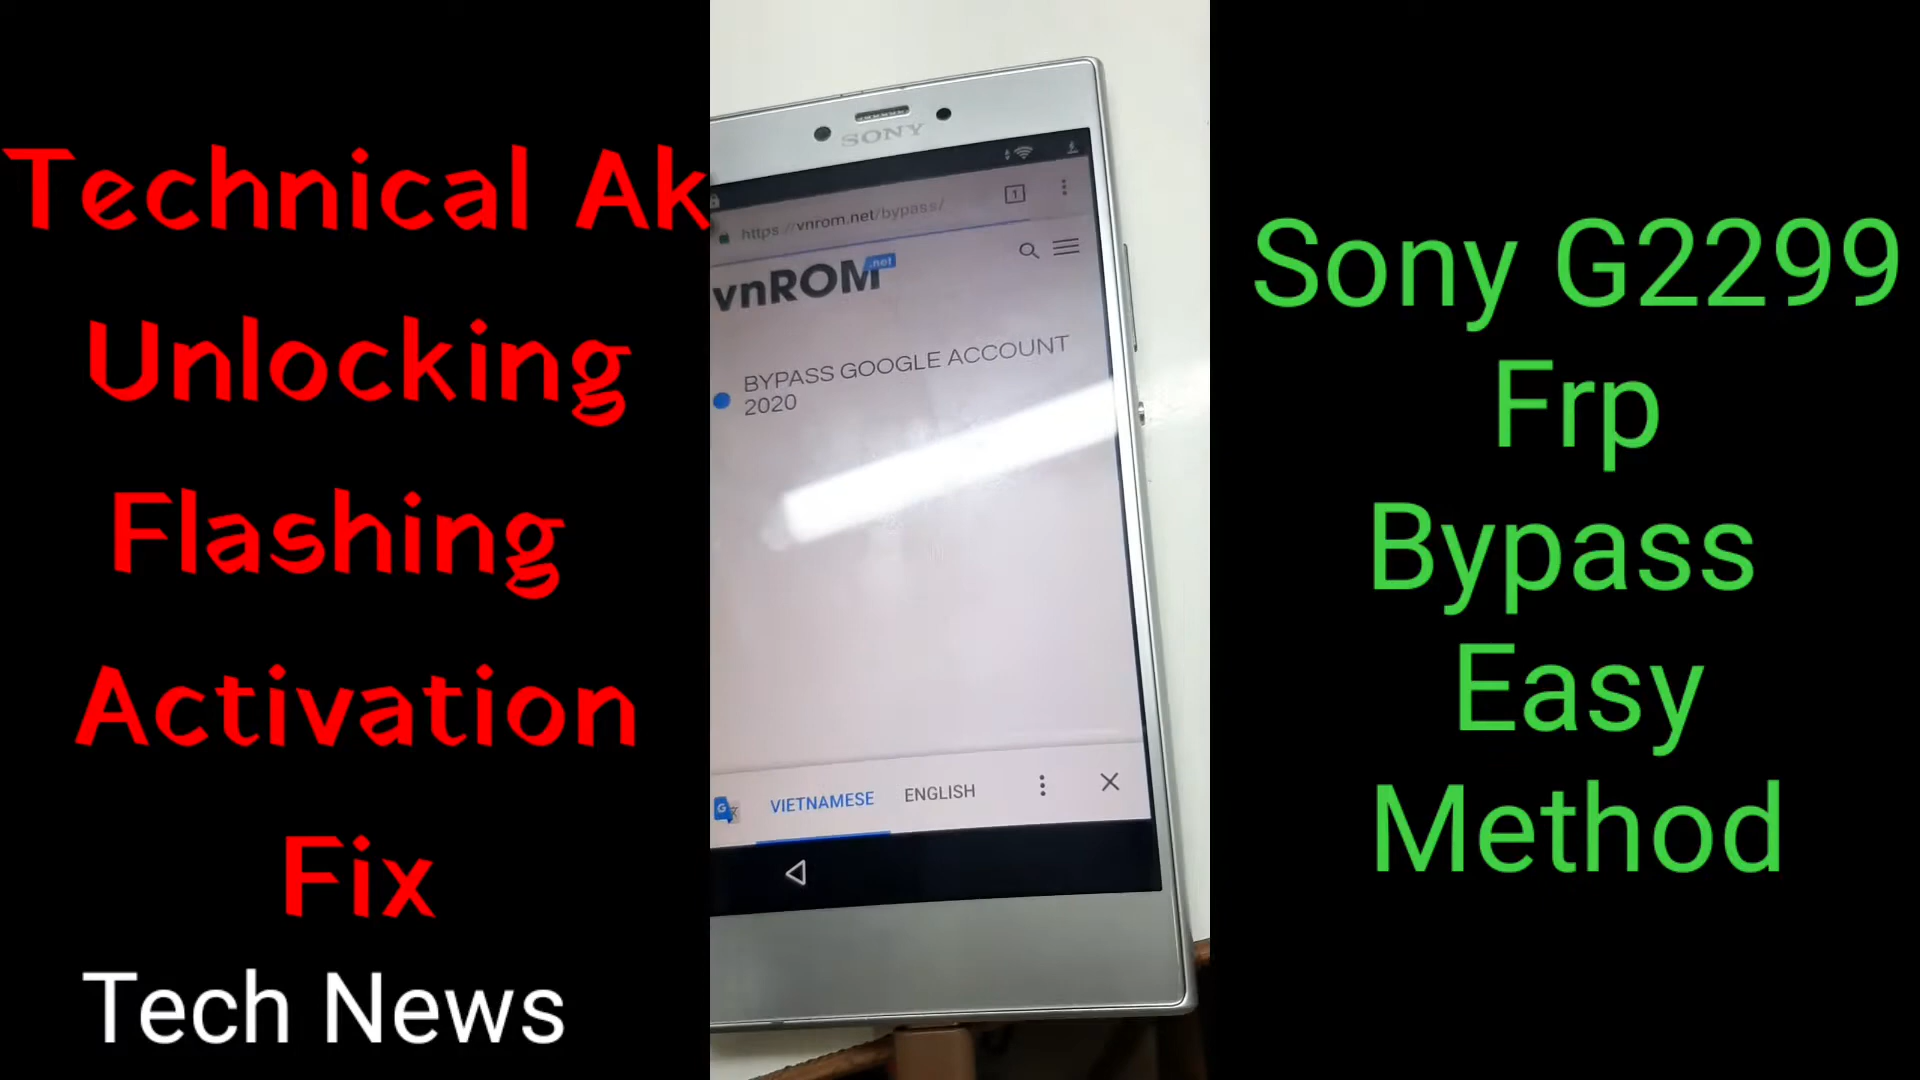 Technical Ak
Unlocking
Flashing
Activation
Fix
Tech News
SONY
1
https://vnrom.net/bypass/
vnROM.net
BYPASS GOOGLE ACCOUNT
2020
VIETNAMESE ENGLISH
Sony G2299
Frp
Bypass
Easy
Method